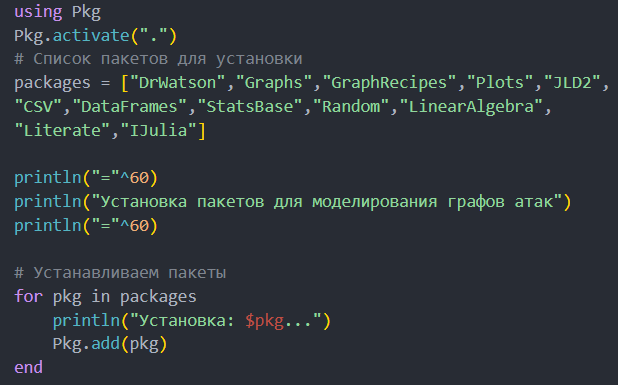 using Pkg
Pkg.activate(".")
# Список пакетов для установки
packages = ["DrWatson","Graphs","GraphRecipes","Plots","JLD2",
"CSV","DataFrames","StatsBase","Random","LinearAlgebra",
"Literate","IJulia"]
println("="^60)
println("Установка пакетов для моделирования графов атак")
println("="^60)
# Устанавливаем пакеты
for pkg in packages
    println("Установка: $pkg...")
    Pkg.add(pkg)
end